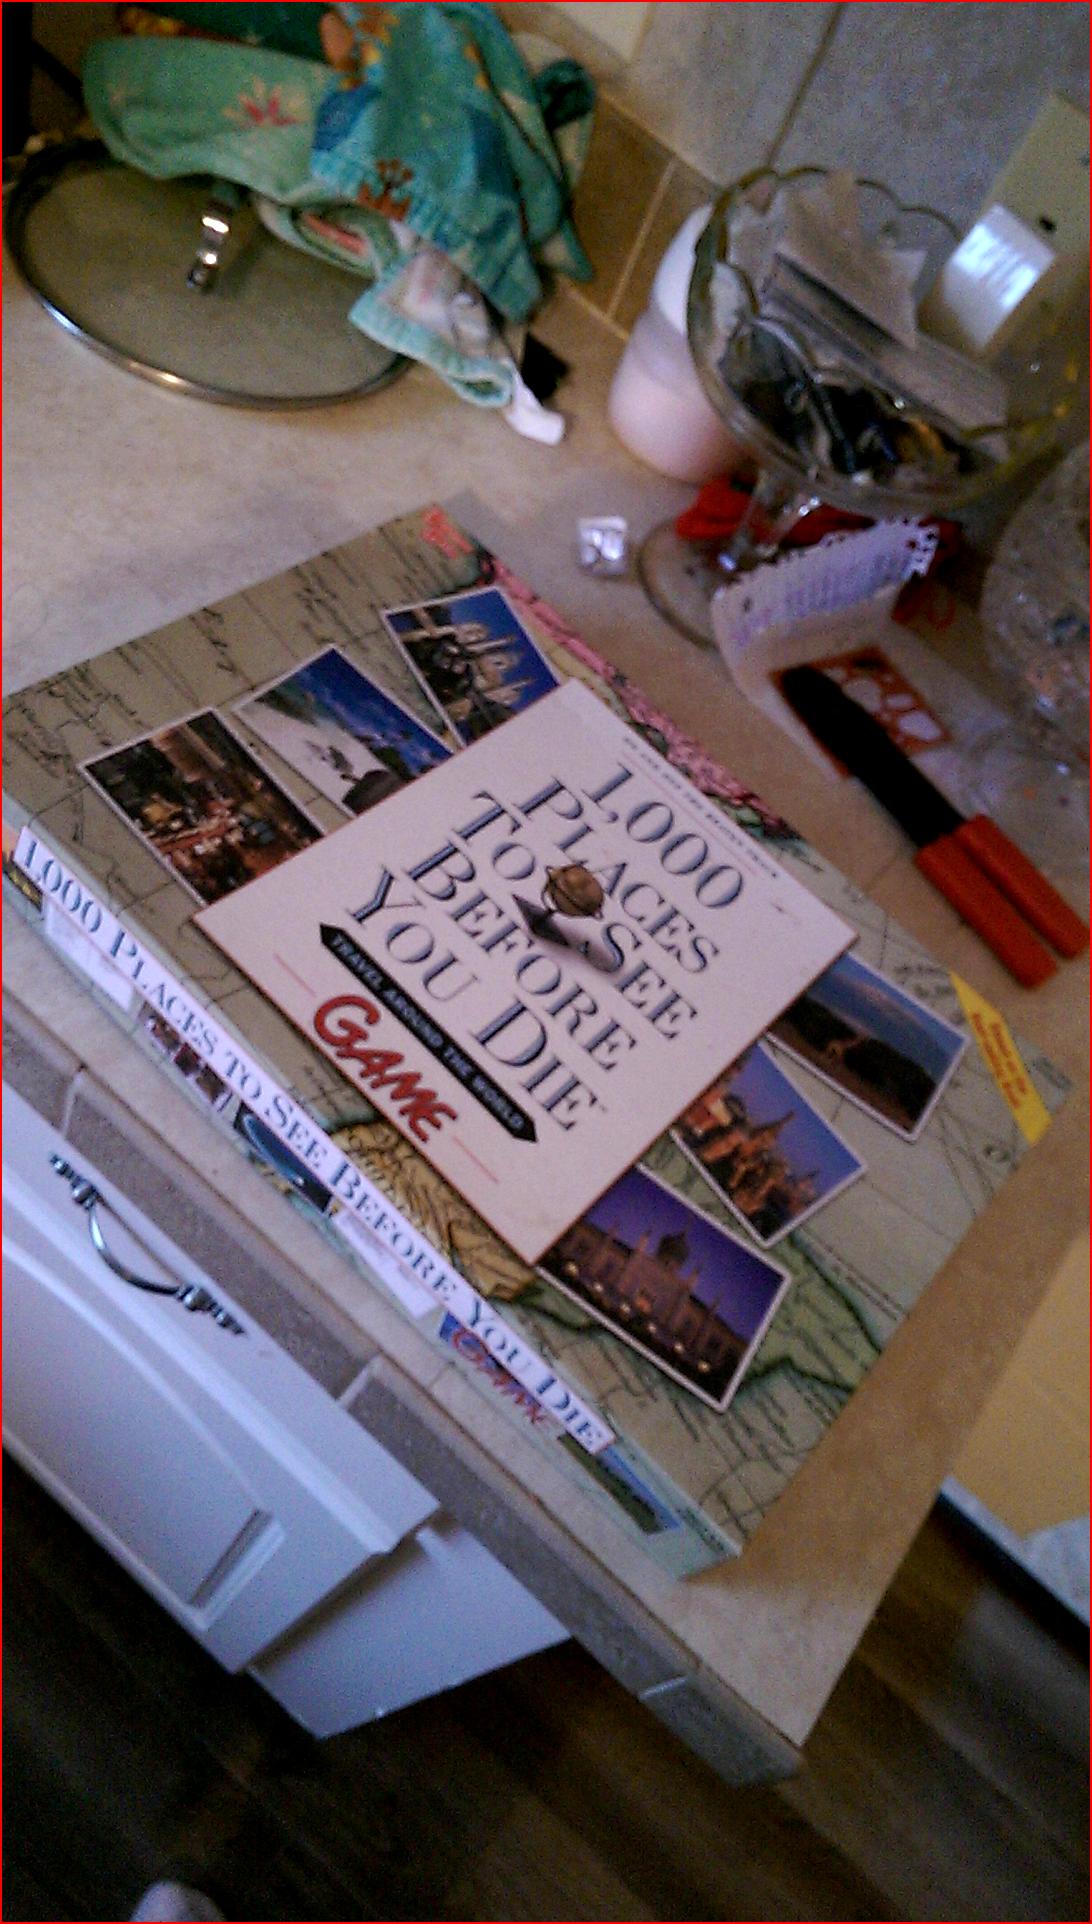 1,000
PLACES
TO SEE
BEFORE
YOU DIE™
TRAVEL AROUND THE WORLD
GAME
1,000 PLACES TO SEE BEFORE YOU DIE
GAME